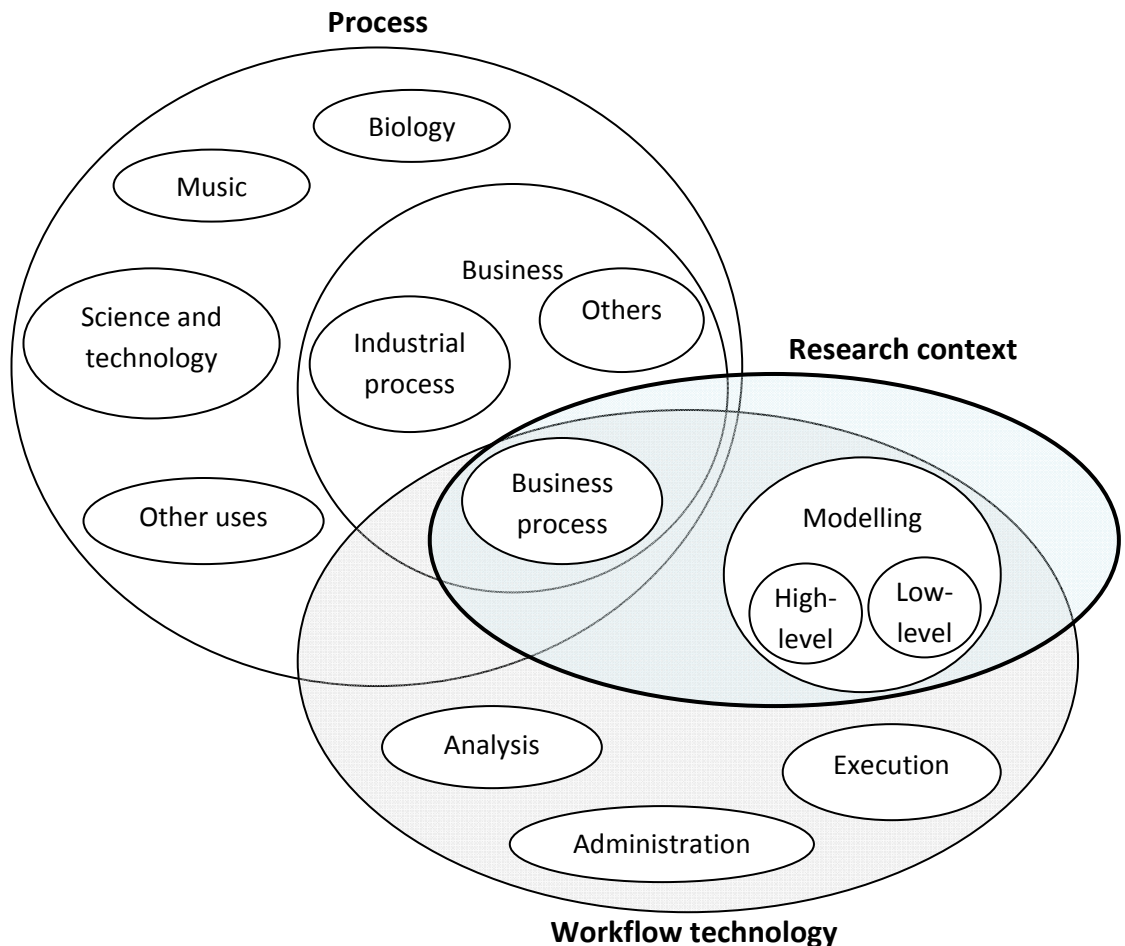 Process
Biology
Music
Business
Science and
technology
Others
Industrial
process
Research context
Business
process
Other uses
Modelling
High-
level
Low-
level
Analysis
Execution
Administration
Workflow technology